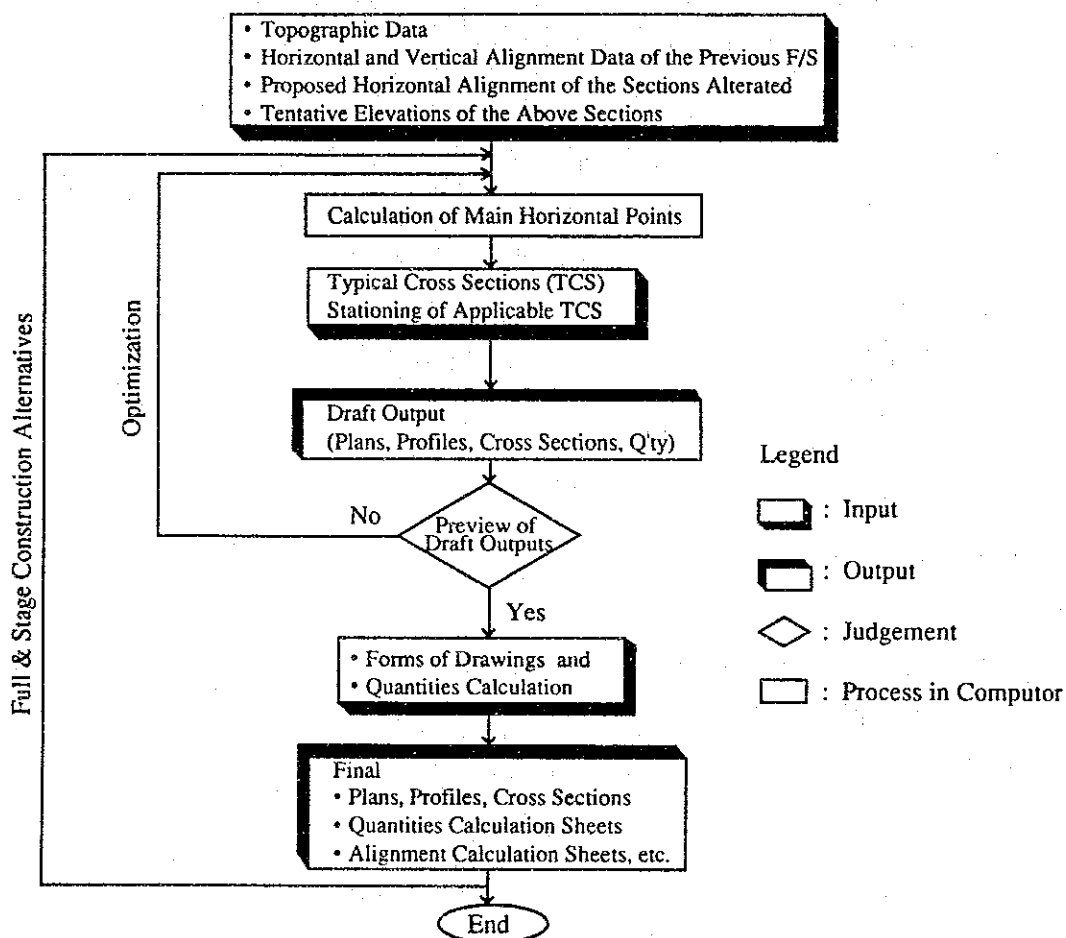 • Topographic Data
• Horizontal and Vertical Alignment Data of the Previous F/S
• Proposed Horizontal Alignment of the Sections Alterated
• Tentative Elevations of the Above Sections
Calculation of Main Horizontal Points
Typical Cross Sections (TCS)
Stationing of Applicable TCS
Draft Output
(Plans, Profiles, Cross Sections, Q'ty)
Preview of
Draft Outputs
No
Yes
Optimization
Full & Stage Construction Alternatives
• Forms of Drawings and
• Quantities Calculation
Final
• Plans, Profiles, Cross Sections
• Quantities Calculation Sheets
• Alignment Calculation Sheets, etc.
End
Legend
: Input
: Output
: Judgement
: Process in Computor